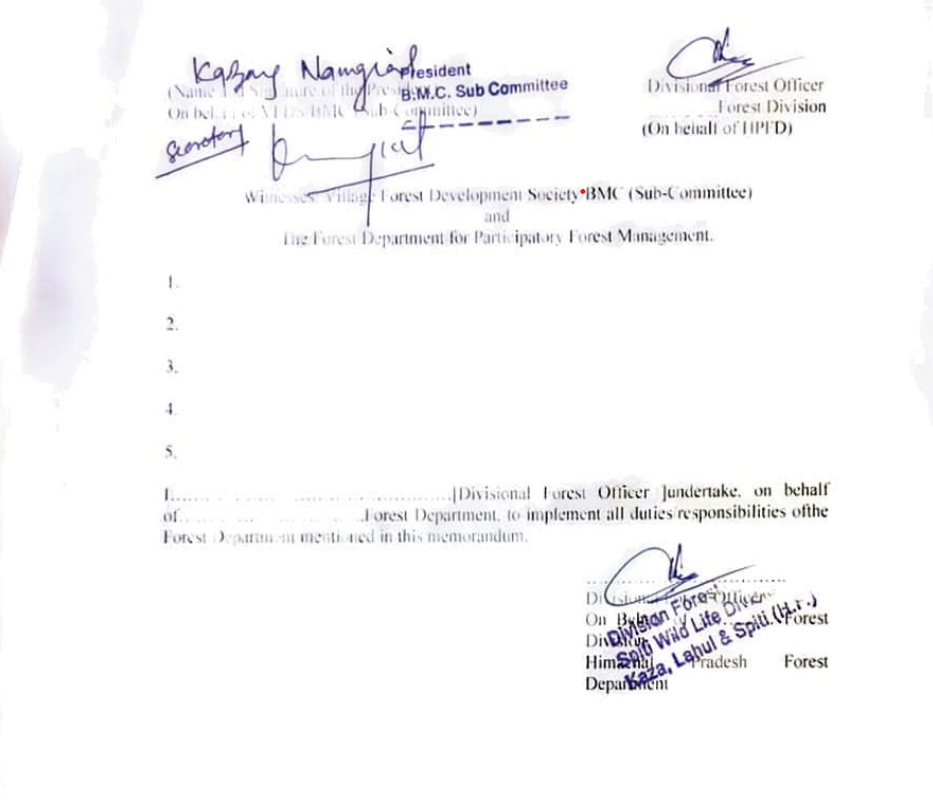 Namgial
President
B.M.C. Sub Committee
(Name and Signature of the President
On behalf of VFDS/BMC (Sub-Committee)
Secretary
Divisional Forest Officer
Forest Division
(On behalf of HPFD)
Witnesses: Village Forest Development Society BMC (Sub-Committee)
and
The Forest Department for Participatory Forest Management.
1.
2.
3.
4.
5.
I.............................................[Divisional Forest Officer ]undertake, on behalf
of..............................Forest Department, to implement all duties/responsibilities ofthe
Forest Department mentioned in this memorandum.
Divisional Forest Officer
On Behalf of ........Forest
Division
Himachal Pradesh Forest
Department
Division Forest Officer
Spiti Wild Life Division
Kaza, Lahul & Spiti (H.P.)